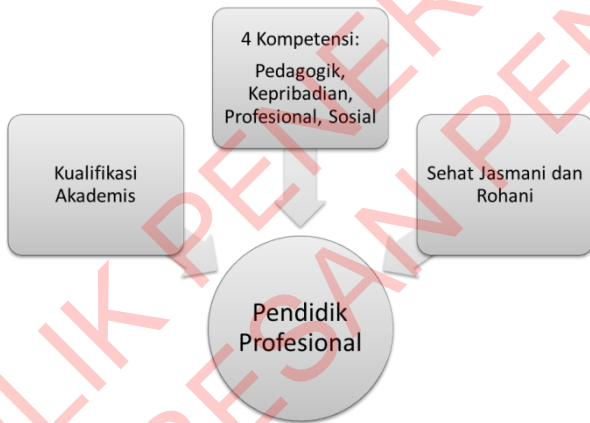 4 Kompetensi:
Pedagogik,
Kepribadian,
Profesional, Sosial
Kualifikasi
Akademis
Sehat Jasmani dan
Rohani
Pendidik
Profesional